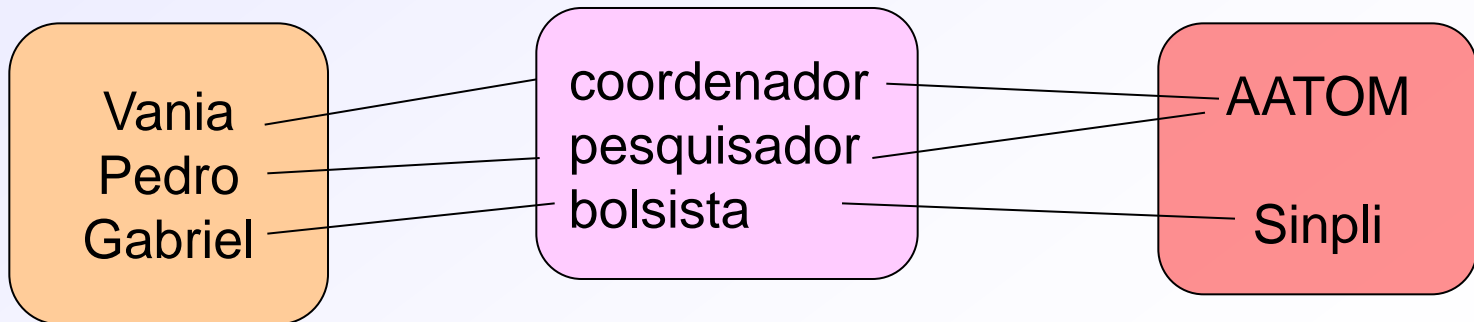 Vania
Pedro
Gabriel
coordenador
pesquisador
bolsista
AATOM
Sinpli